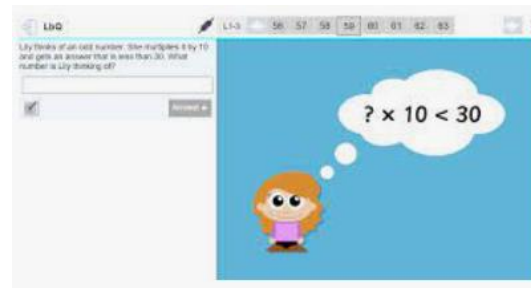 LbQ
L1-3 56 57 58 59 60 61 62 63
Lily thinks of an odd number. She multiplies it by 10
and gets an answer that is less than 30. What
number is Lily thinking of?
? × 10 < 30